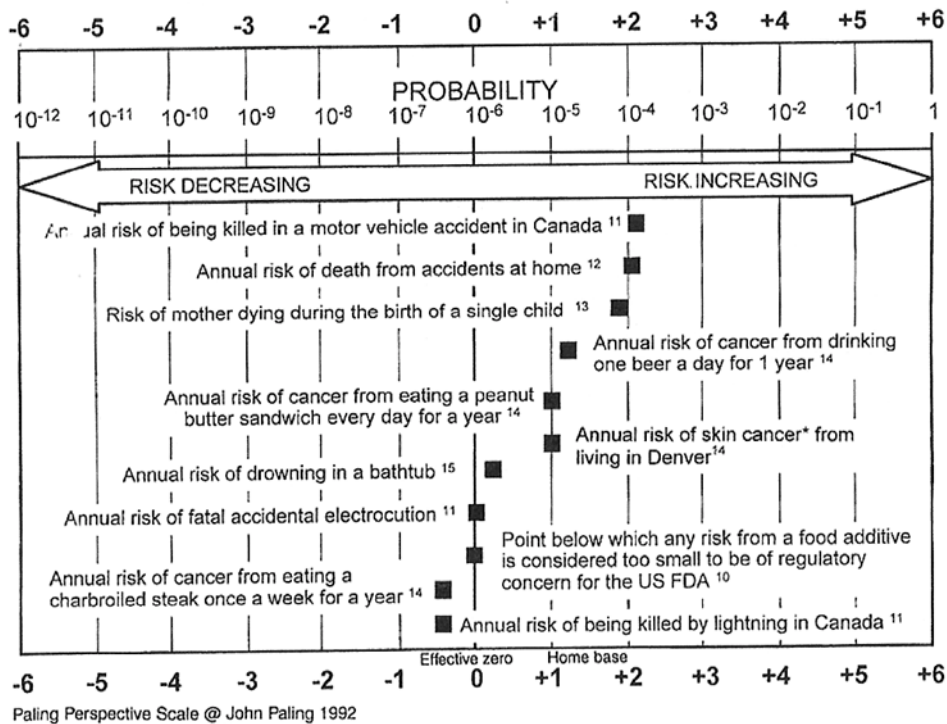 -6 -5 -4 -3 -2 -1 0 +1 +2 +3 +4 +5 +6
PROBABILITY
10-12 10-11 10-10 10-9 10-8 10-7 10-6 10-5 10-4 10-3 10-2 10-1 1
RISK DECREASING RISK INCREASING
Annual risk of being killed in a motor vehicle accident in Canada 11
Annual risk of death from accidents at home 12
Risk of mother dying during the birth of a single child 13
Annual risk of cancer from drinking
one beer a day for 1 year 14
Annual risk of cancer from eating a peanut
butter sandwich every day for a year 14
Annual risk of skin cancer* from
living in Denver14
Annual risk of drowning in a bathtub 15
Annual risk of fatal accidental electrocution 11
Point below which any risk from a food additive
is considered too small to be of regulatory
concern for the US FDA 10
Annual risk of cancer from eating a
charbroiled steak once a week for a year 14
Annual risk of being killed by lightning in Canada 11
Effective zero Home base
-6 -5 -4 -3 -2 -1 0 +1 +2 +3 +4 +5 +6
Paling Perspective Scale @ John Paling 1992